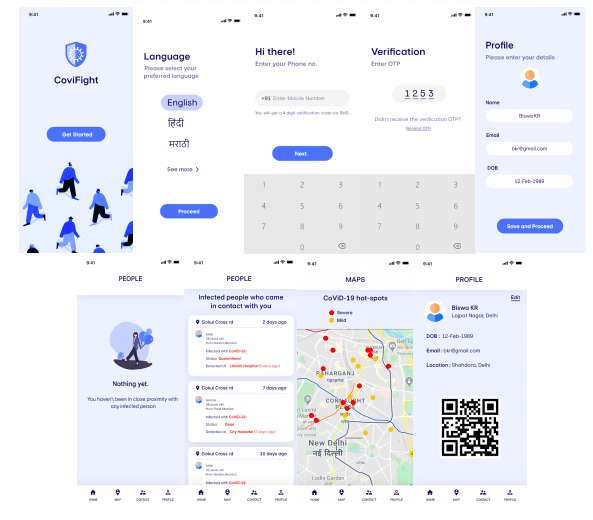 9:41
CoviFight
Get Started
9:41
Language
Please select your
preferred language
English
हिंदी
मराठी
See more >
Proceed
9:41
Hi there!
Enter your Phone no.
+91 Enter Mobile Number
You will get a 4 digit verification code via SMS
Next
1 2 3
4 5 6
7 8 9
0
9:41
Verification
Enter OTP
1 2 5 3
Didn't receive the verification OTP?
Resend OTP
1 2 3
4 5 6
7 8 9
0
9:41
Profile
Please enter your details
Name
Biswa KR
Email
bkr@gmail.com
DOB
12-Feb-1989
Save and Proceed
9:41
PEOPLE
Nothing yet.
You haven't been in close proximity with
any infected person
HOME MAP CONTACT PROFILE
9:41
PEOPLE
Infected people who came
in contact with you
Gokul Cross rd 2 days ago
Infected with CoVID-19
Status Quarantined
Detected at Lilavati Hospital (1 days ago)
Gokul Cross rd 7 days ago
Infected with CoVID-19
Status Dead
Detected at City Hospital (3 days ago)
Gokul Cross rd 10 days ago
Infected with CoVID-19
HOME MAP CONTACT PROFILE
9:41
MAPS
CoViD-19 hot-spots
Severe
Mild
PAHARGANJ
पहाड़गंज
New Delhi
नई दिल्ली
Lodhi Garden
HOME MAP CONTACT PROFILE
9:41
PROFILE
Edit
Biswa KR
Lajpat Nagar, Delhi
DOB : 12-Feb-1989
Email : bkr@gmail.com
Location : Shahdara, Delhi
HOME MAP CONTACT PROFILE